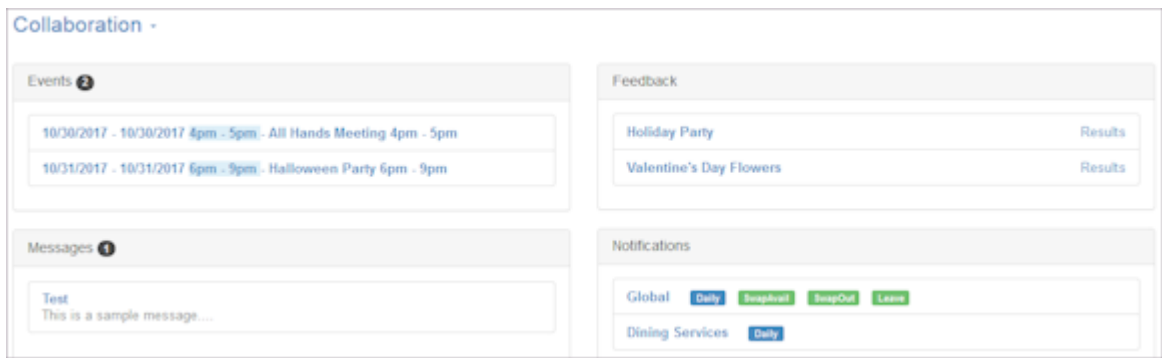 Collaboration
Events 2
10/30/2017 - 10/30/2017 4pm - 5pm - All Hands Meeting 4pm - 5pm
10/31/2017 - 10/31/2017 6pm - 9pm - Halloween Party 6pm - 9pm
Feedback
Holiday Party Results
Valentine's Day Flowers Results
Messages 1
Test
This is a sample message....
Notifications
Global Daily SwapAvail SwapOut Leave
Dining Services Daily